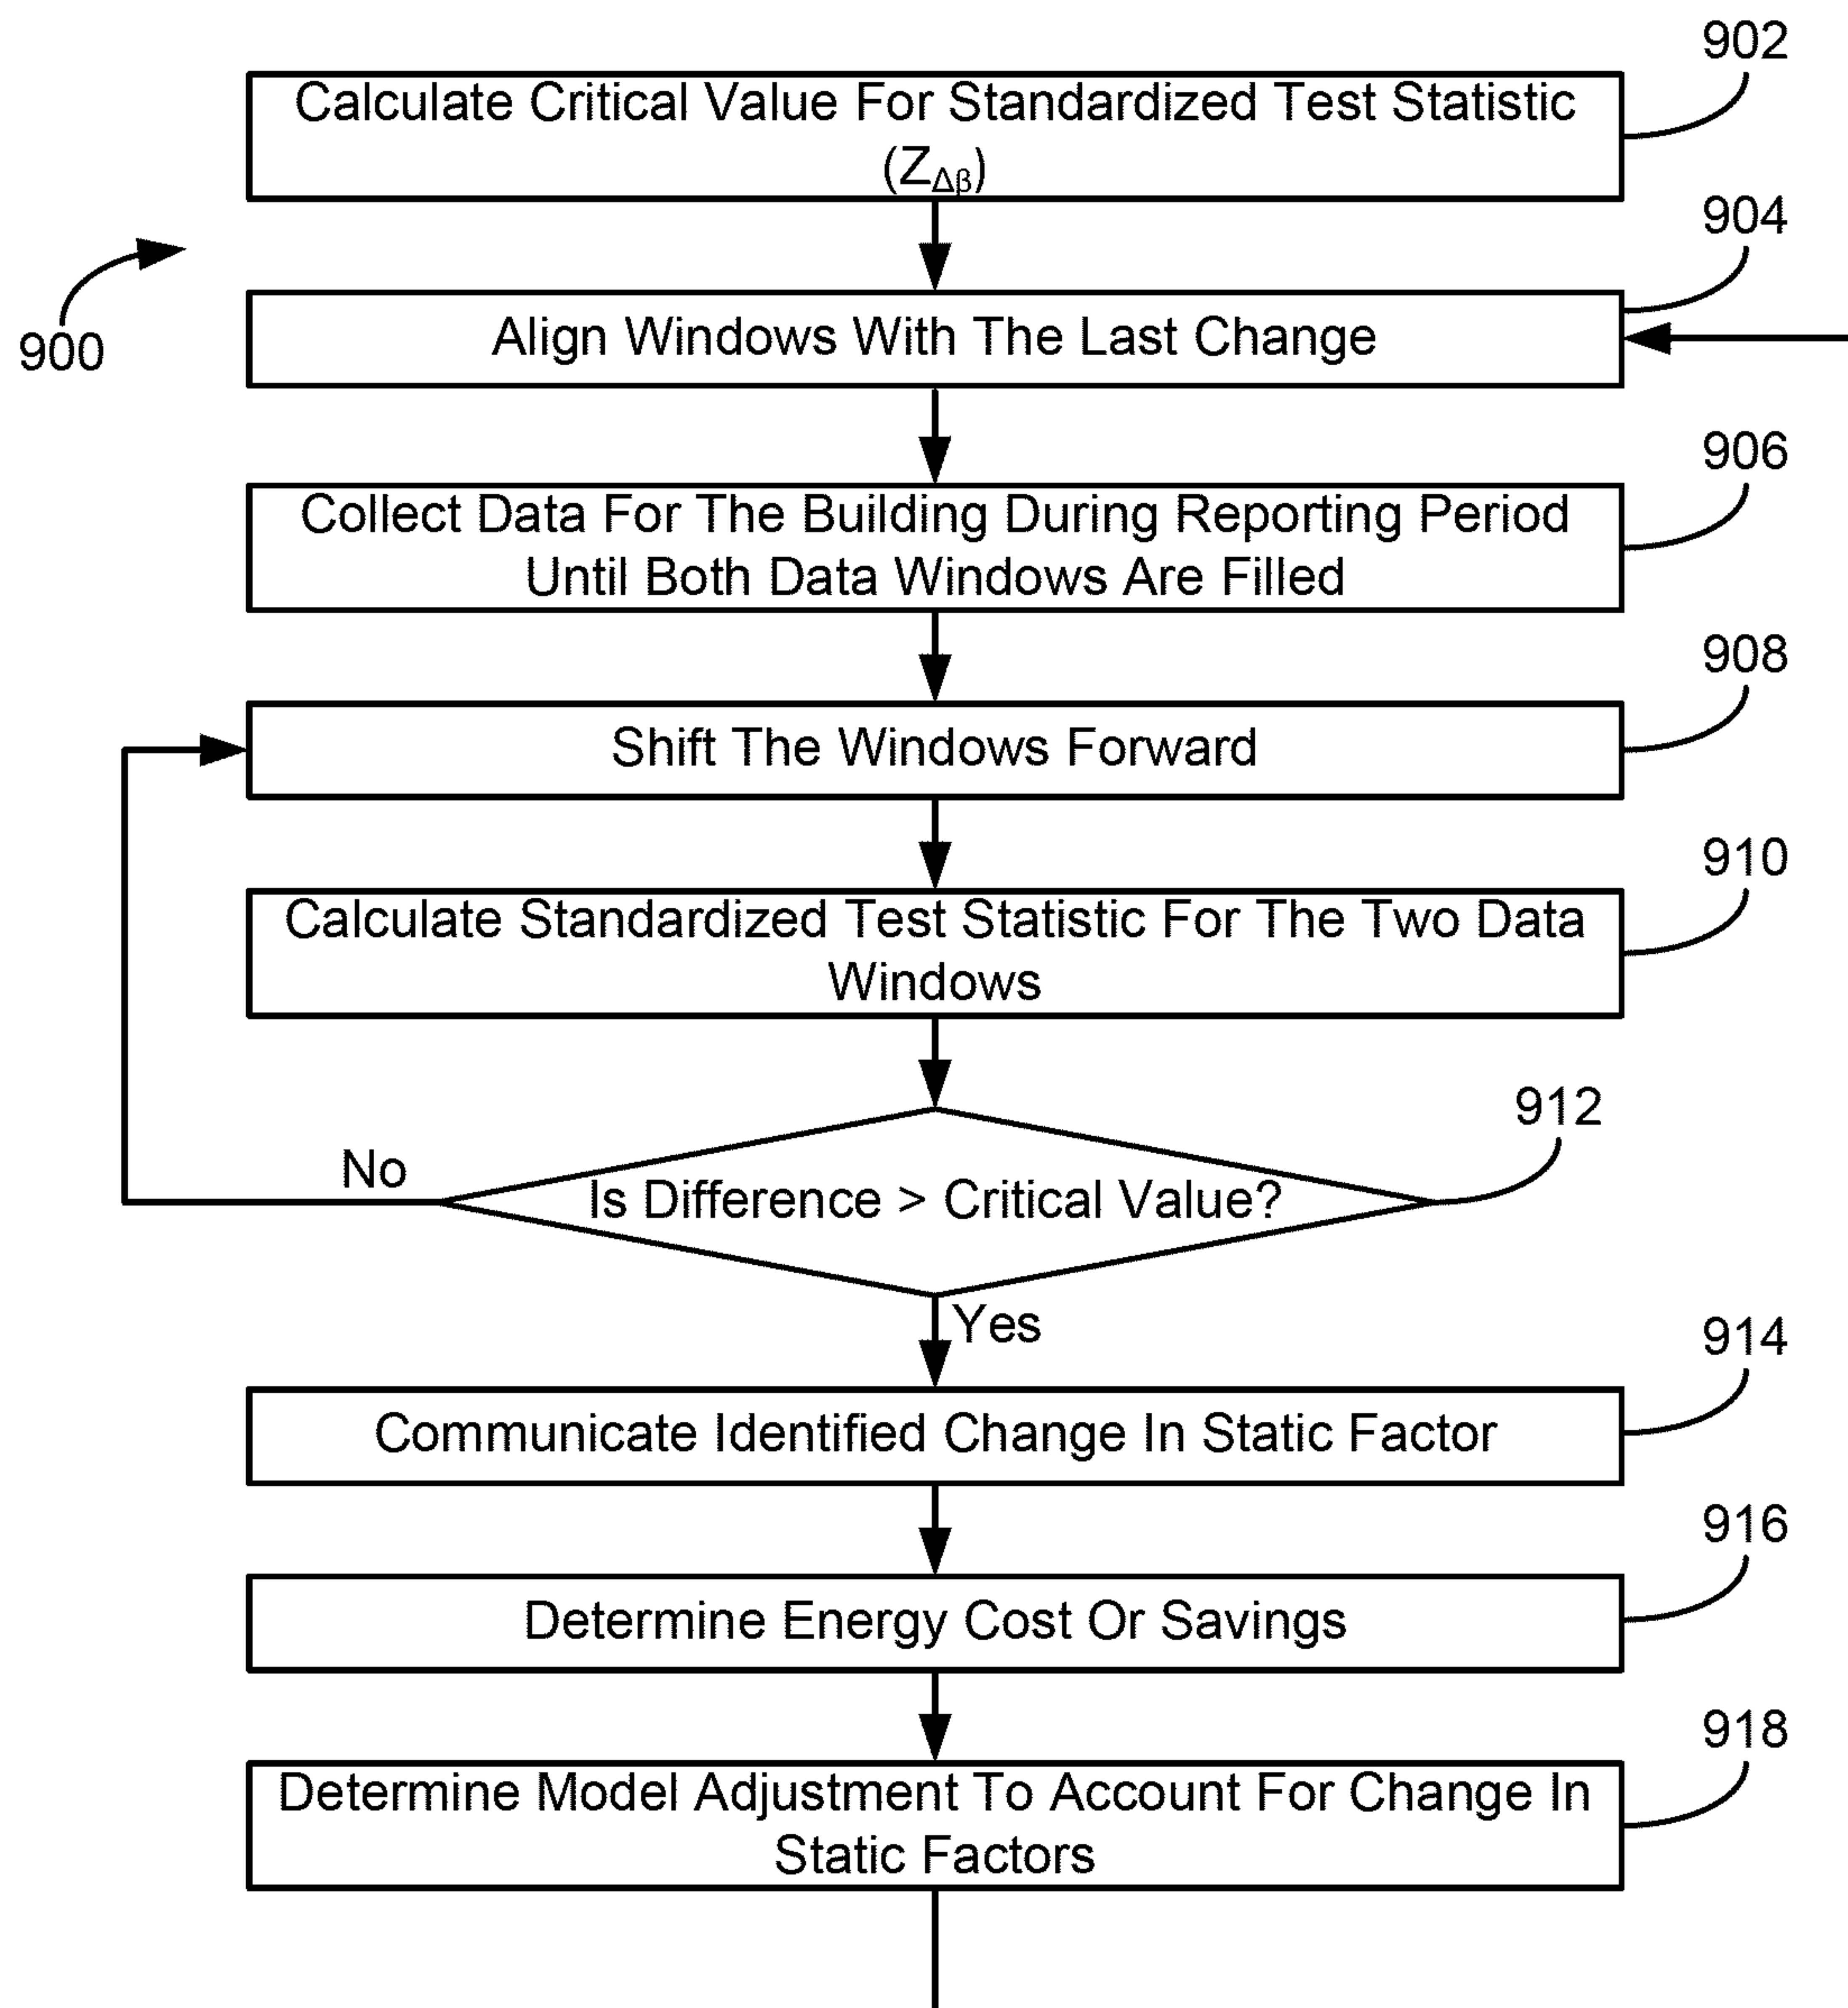 902
Calculate Critical Value For Standardized Test Statistic
(Z_Δβ)
904
900
Align Windows With The Last Change
906
Collect Data For The Building During Reporting Period
Until Both Data Windows Are Filled
908
Shift The Windows Forward
910
Calculate Standardized Test Statistic For The Two Data
Windows
912
No
Is Difference > Critical Value?
Yes
914
Communicate Identified Change In Static Factor
916
Determine Energy Cost Or Savings
918
Determine Model Adjustment To Account For Change In
Static Factors